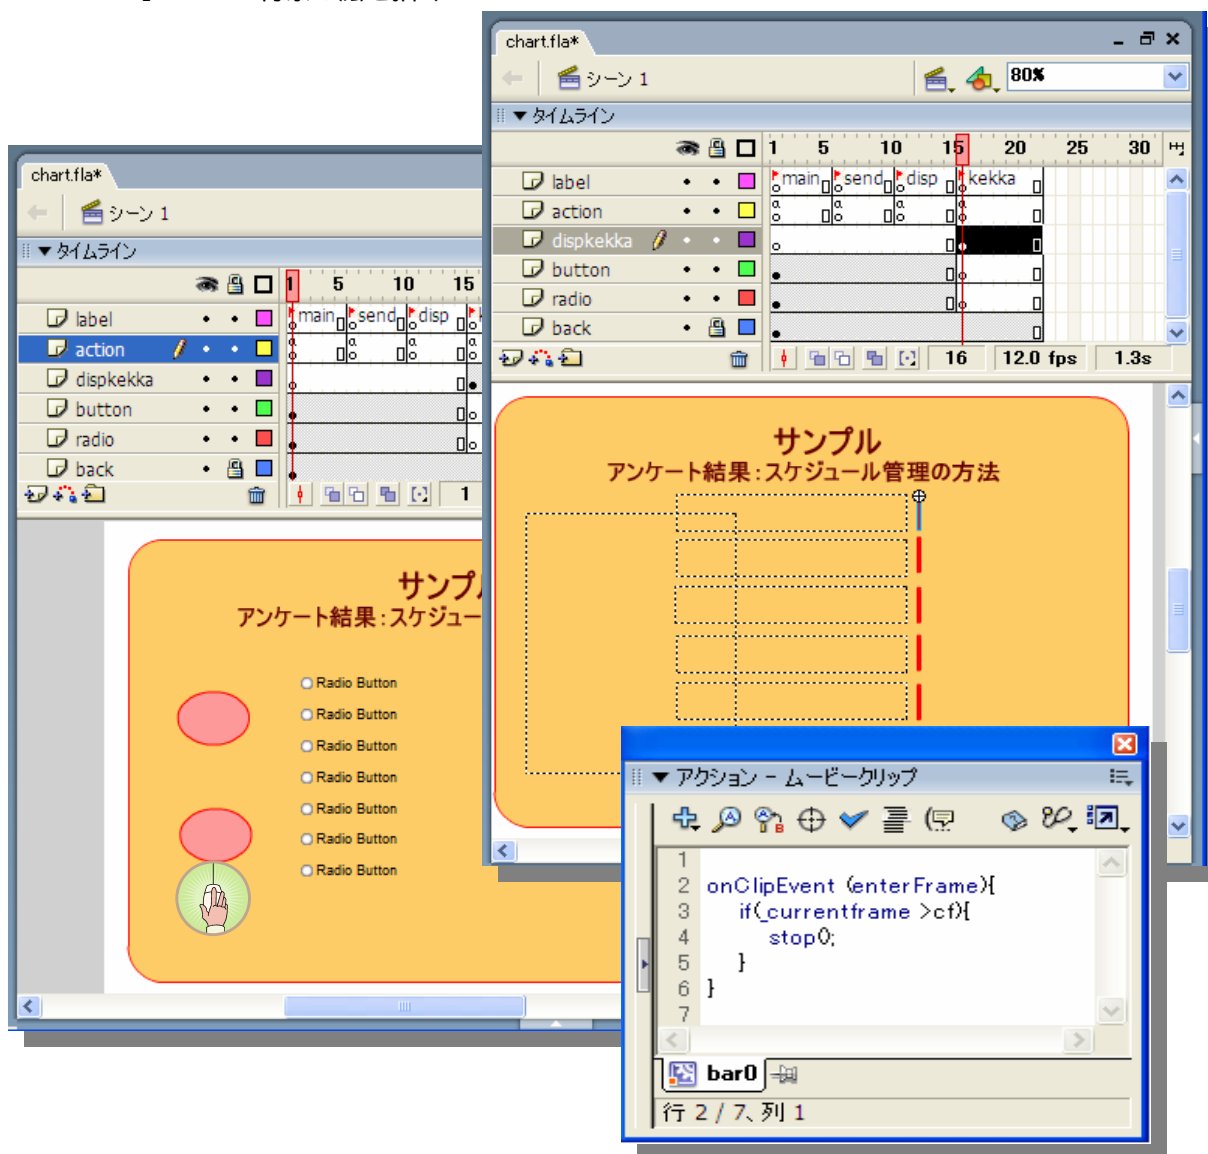 chart.fla*
シーン 1
80%
▼ タイムライン
1 5 10 15 20 25 30
label main send disp kekka
action
dispkekka
button
radio
back
16 12.0 fps 1.3s
サンプル
アンケート結果:スケジュール管理の方法
chart.fla*
シーン 1
▼ タイムライン
1 5 10 15
label main send disp
action
dispkekka
button
radio
back
1
サンプ
アンケート結果:スケジュー
Radio Button
Radio Button
Radio Button
Radio Button
Radio Button
Radio Button
Radio Button
▼ アクション - ムービークリップ
1
2 onClipEvent (enterFrame){
3 if(_currentframe >cf){
4 stop();
5 }
6 }
7
bar0
行 2 / 7、列 1